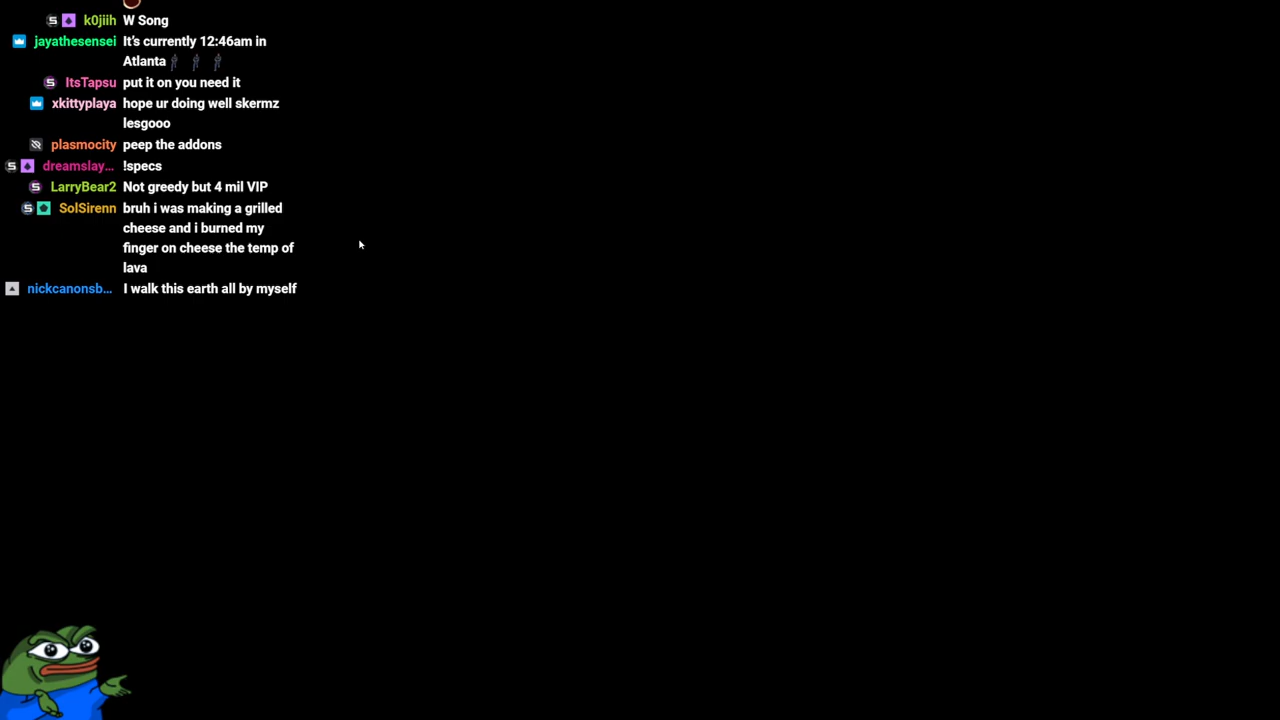 k0jiih W Song
jayathesensei It's currently 12:46am in
Atlanta
ItsTapsu put it on you need it
xkittyplaya hope ur doing well skermz
lesgooo
plasmocity peep the addons
dreamslay... !specs
LarryBear2 Not greedy but 4 mil VIP
SolSirenn bruh i was making a grilled
cheese and i burned my
finger on cheese the temp of
lava
nickcanonsb... I walk this earth all by myself